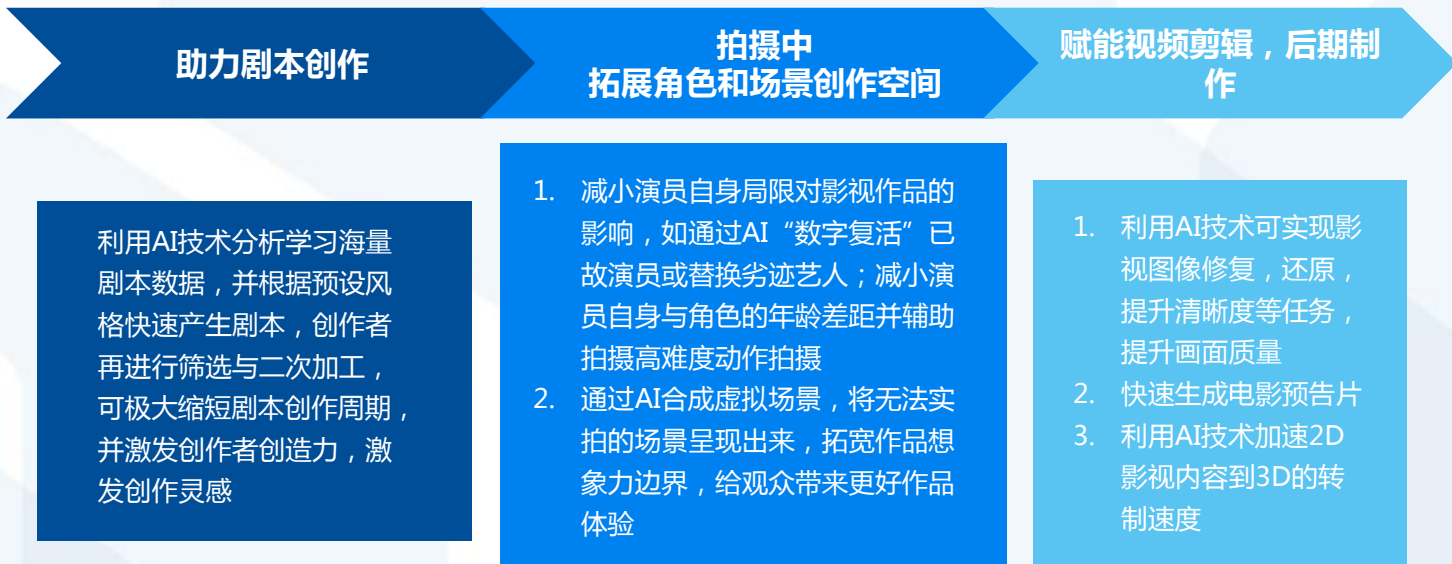 助力剧本创作
拍摄中
拓展角色和场景创作空间
赋能视频剪辑，后期制
作
利用AI技术分析学习海量
剧本数据，并根据预设风
格快速产生剧本，创作者
再进行筛选与二次加工，
可极大缩短剧本创作周期，
并激发创作者创造力，激
发创作灵感
1. 减小演员自身局限对影视作品的
影响，如通过AI“数字复活”已
故演员或替换劣迹艺人；减小演
员自身与角色的年龄差距并辅助
拍摄高难度动作拍摄
2. 通过AI合成虚拟场景，将无法实
拍的场景呈现出来，拓宽作品想
象力边界，给观众带来更好作品
体验
1. 利用AI技术可实现影
视图像修复，还原，
提升清晰度等任务，
提升画面质量
2. 快速生成电影预告片
3. 利用AI技术加速2D
影视内容到3D的转
制速度